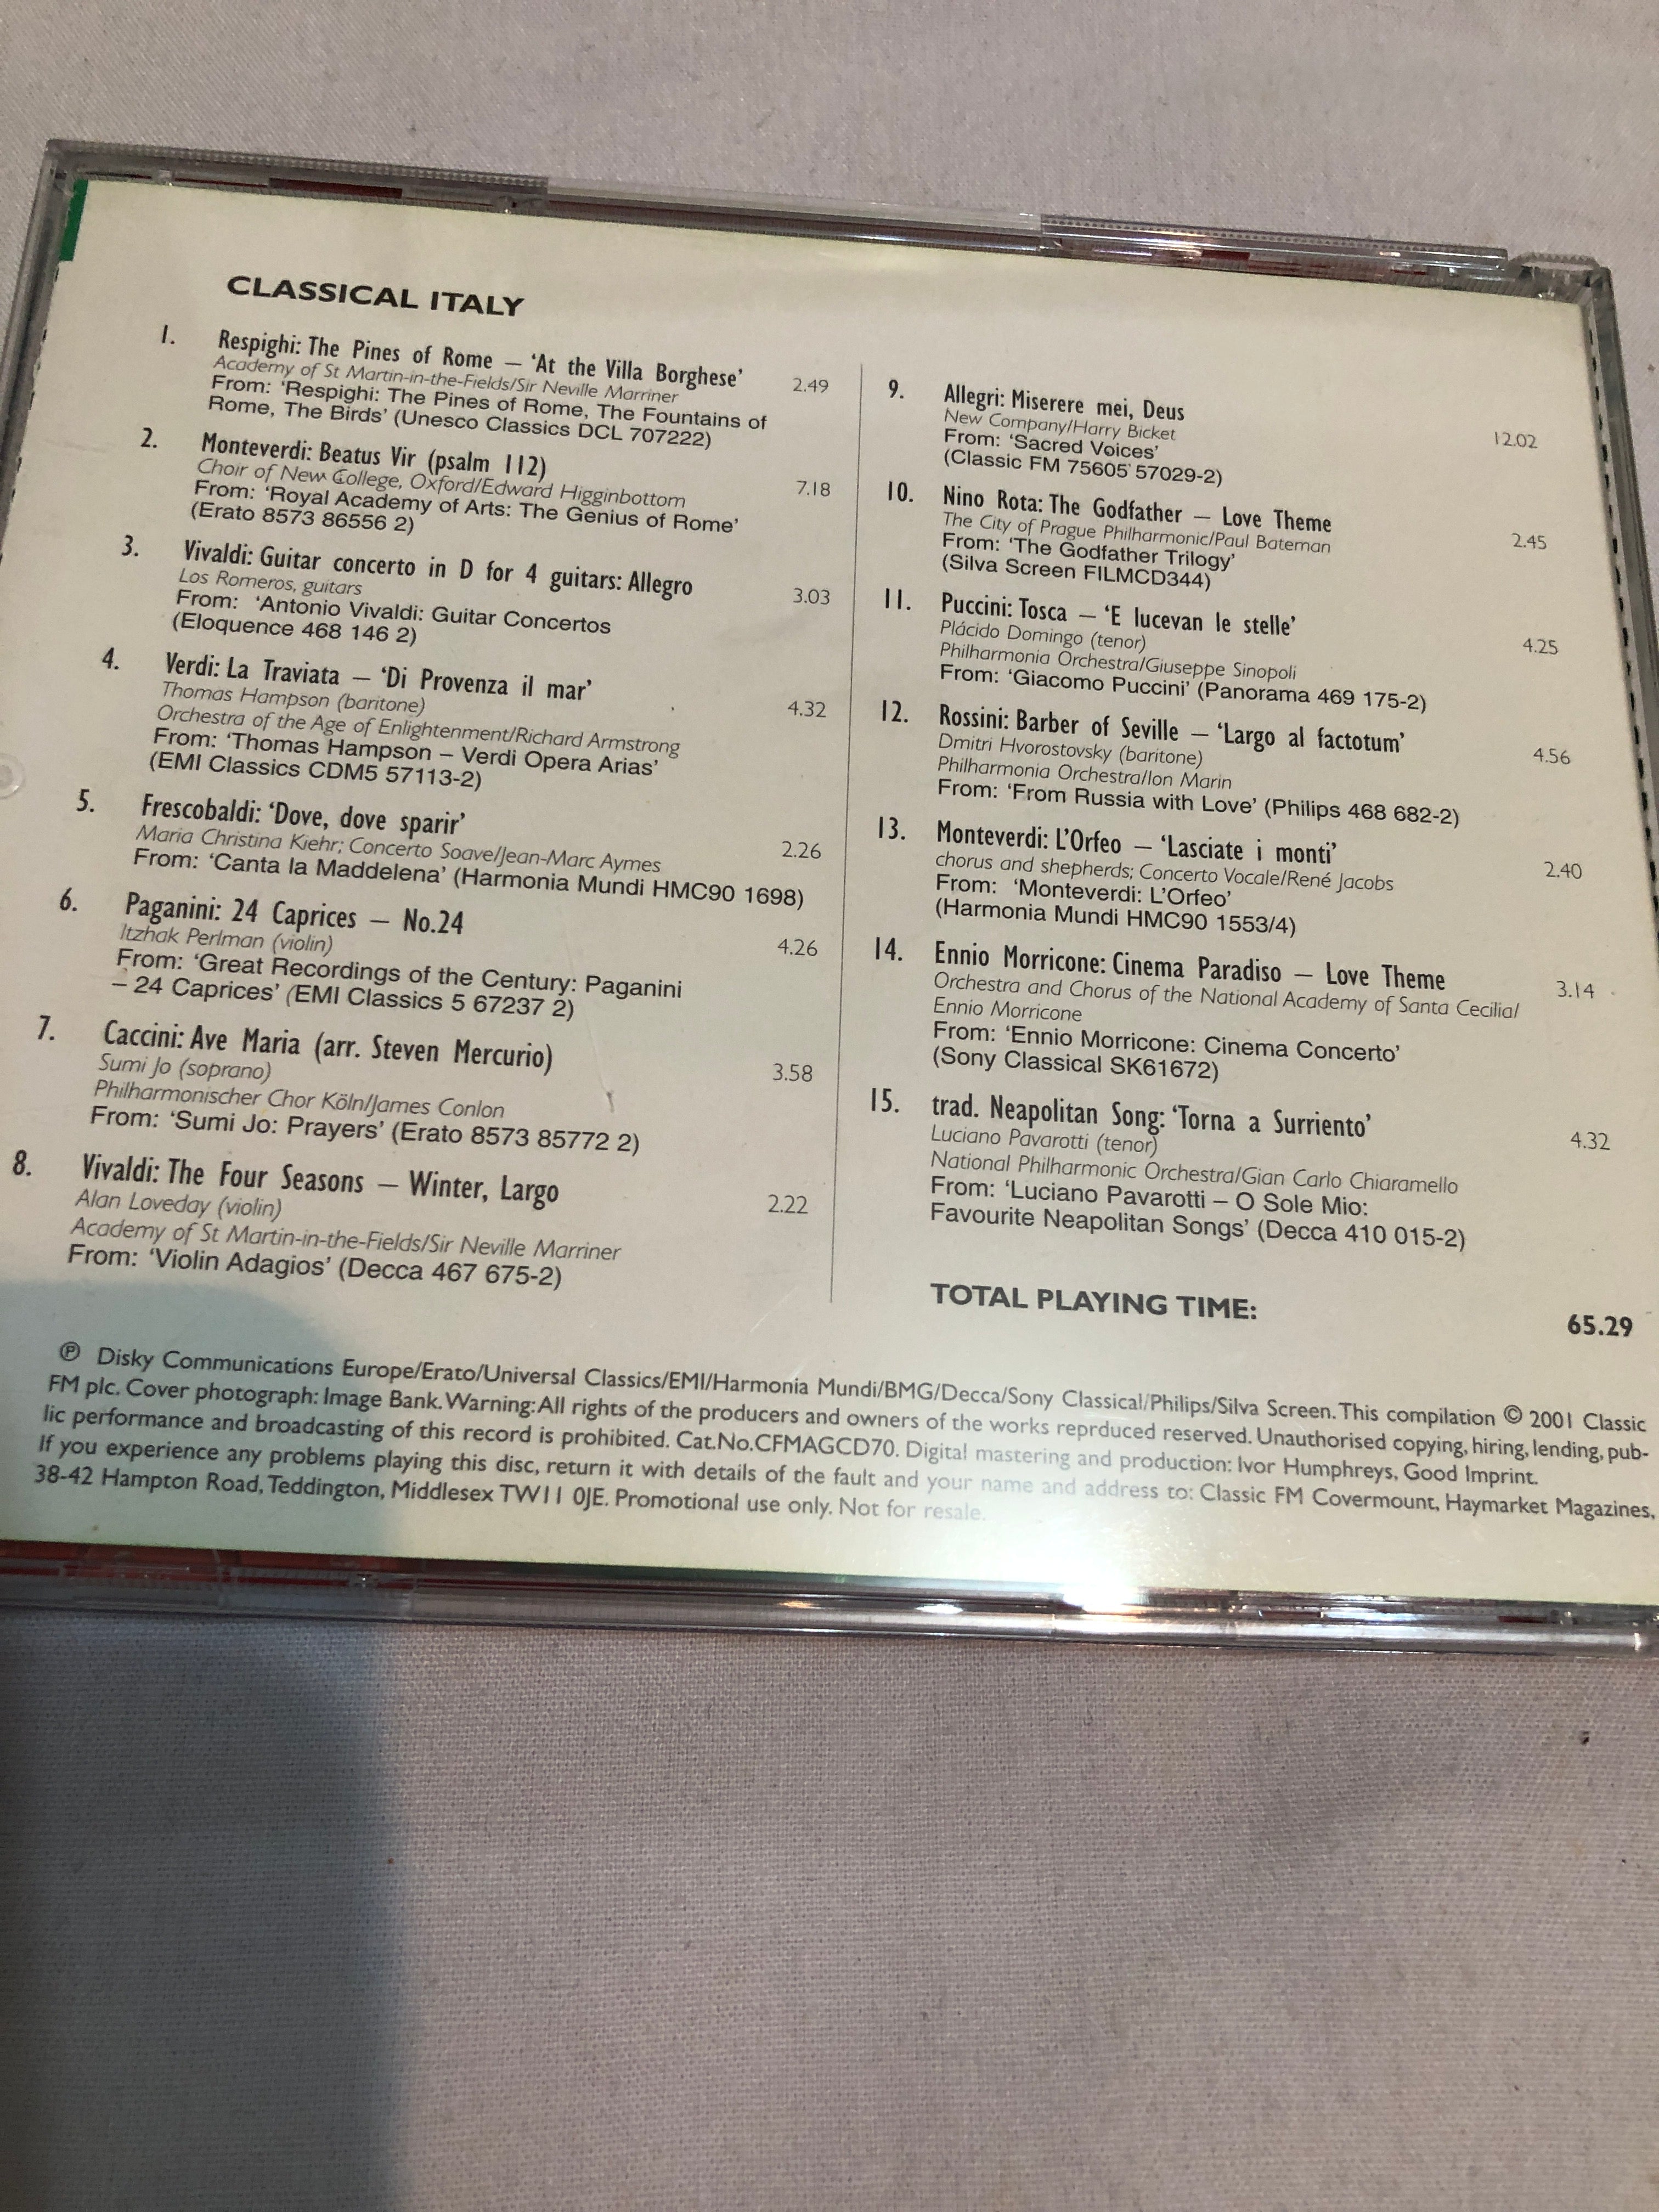 CLASSICAL ITALY
1. Respighi: The Pines of Rome – ‘At the Villa Borghese’ 2.49
Academy of St Martin-in-the-Fields/Sir Neville Marriner
From: ‘Respighi: The Pines of Rome, The Fountains of
Rome, The Birds’ (Unesco Classics DCL 707222)
2. Monteverdi: Beatus Vir (psalm 112) 7.18
Choir of New College, Oxford/Edward Higginbottom
From: ‘Royal Academy of Arts: The Genius of Rome’
(Erato 8573 86556 2)
3. Vivaldi: Guitar concerto in D for 4 guitars: Allegro 3.03
Los Romeros, guitars
From: ‘Antonio Vivaldi: Guitar Concertos
(Eloquence 468 146 2)
4. Verdi: La Traviata – ‘Di Provenza il mar’ 4.32
Thomas Hampson (baritone)
Orchestra of the Age of Enlightenment/Richard Armstrong
From: ‘Thomas Hampson – Verdi Opera Arias’
(EMI Classics CDM5 57113-2)
5. Frescobaldi: ‘Dove, dove sparir’ 2.26
Maria Christina Kiehr; Concerto Soave/Jean-Marc Aymes
From: ‘Canta la Maddelena’ (Harmonia Mundi HMC90 1698)
6. Paganini: 24 Caprices – No.24 4.26
Itzhak Perlman (violin)
From: ‘Great Recordings of the Century: Paganini
– 24 Caprices’ (EMI Classics 5 67237 2)
7. Caccini: Ave Maria (arr. Steven Mercurio) 3.58
Sumi Jo (soprano)
Philharmonischer Chor Köln/James Conlon
From: ‘Sumi Jo: Prayers’ (Erato 8573 85772 2)
8. Vivaldi: The Four Seasons – Winter, Largo 2.22
Alan Loveday (violin)
Academy of St Martin-in-the-Fields/Sir Neville Marriner
From: ‘Violin Adagios’ (Decca 467 675-2)
9. Allegri: Miserere mei, Deus 12.02
New Company/Harry Bicket
From: ‘Sacred Voices’
(Classic FM 75605 57029-2)
10. Nino Rota: The Godfather – Love Theme 2.45
The City of Prague Philharmonic/Paul Bateman
From: ‘The Godfather Trilogy’
(Silva Screen FILMCD344)
11. Puccini: Tosca – ‘E lucevan le stelle’ 4.25
Plácido Domingo (tenor)
Philharmonia Orchestra/Giuseppe Sinopoli
From: ‘Giacomo Puccini’ (Panorama 469 175-2)
12. Rossini: Barber of Seville – ‘Largo al factotum’ 4.56
Dmitri Hvorostovsky (baritone)
Philharmonia Orchestra/Ion Marin
From: ‘From Russia with Love’ (Philips 468 682-2)
13. Monteverdi: L’Orfeo – ‘Lasciate i monti’ 2.40
chorus and shepherds; Concerto Vocale/René Jacobs
From: ‘Monteverdi: L’Orfeo’
(Harmonia Mundi HMC90 1553/4)
14. Ennio Morricone: Cinema Paradiso – Love Theme 3.14
Orchestra and Chorus of the National Academy of Santa Cecilia/
Ennio Morricone
From: ‘Ennio Morricone: Cinema Concerto’
(Sony Classical SK61672)
15. trad. Neapolitan Song: ‘Torna a Surriento’ 4.32
Luciano Pavarotti (tenor)
National Philharmonic Orchestra/Gian Carlo Chiaramello
From: ‘Luciano Pavarotti – O Sole Mio:
Favourite Neapolitan Songs’ (Decca 410 015-2)
TOTAL PLAYING TIME: 65.29
℗ Disky Communications Europe/Erato/Universal Classics/EMI/Harmonia Mundi/BMG/Decca/Sony Classical/Philips/Silva Screen. This compilation © 2001 Classic
FM plc. Cover photograph: Image Bank. Warning: All rights of the producers and owners of the works reprduced reserved. Unauthorised copying, hiring, lending, pub-
lic performance and broadcasting of this record is prohibited. Cat.No.CFMAGCD70. Digital mastering and production: Ivor Humphreys, Good Imprint.
If you experience any problems playing this disc, return it with details of the fault and your name and address to: Classic FM Covermount, Haymarket Magazines,
38-42 Hampton Road, Teddington, Middlesex TW11 0JE. Promotional use only. Not for resale.